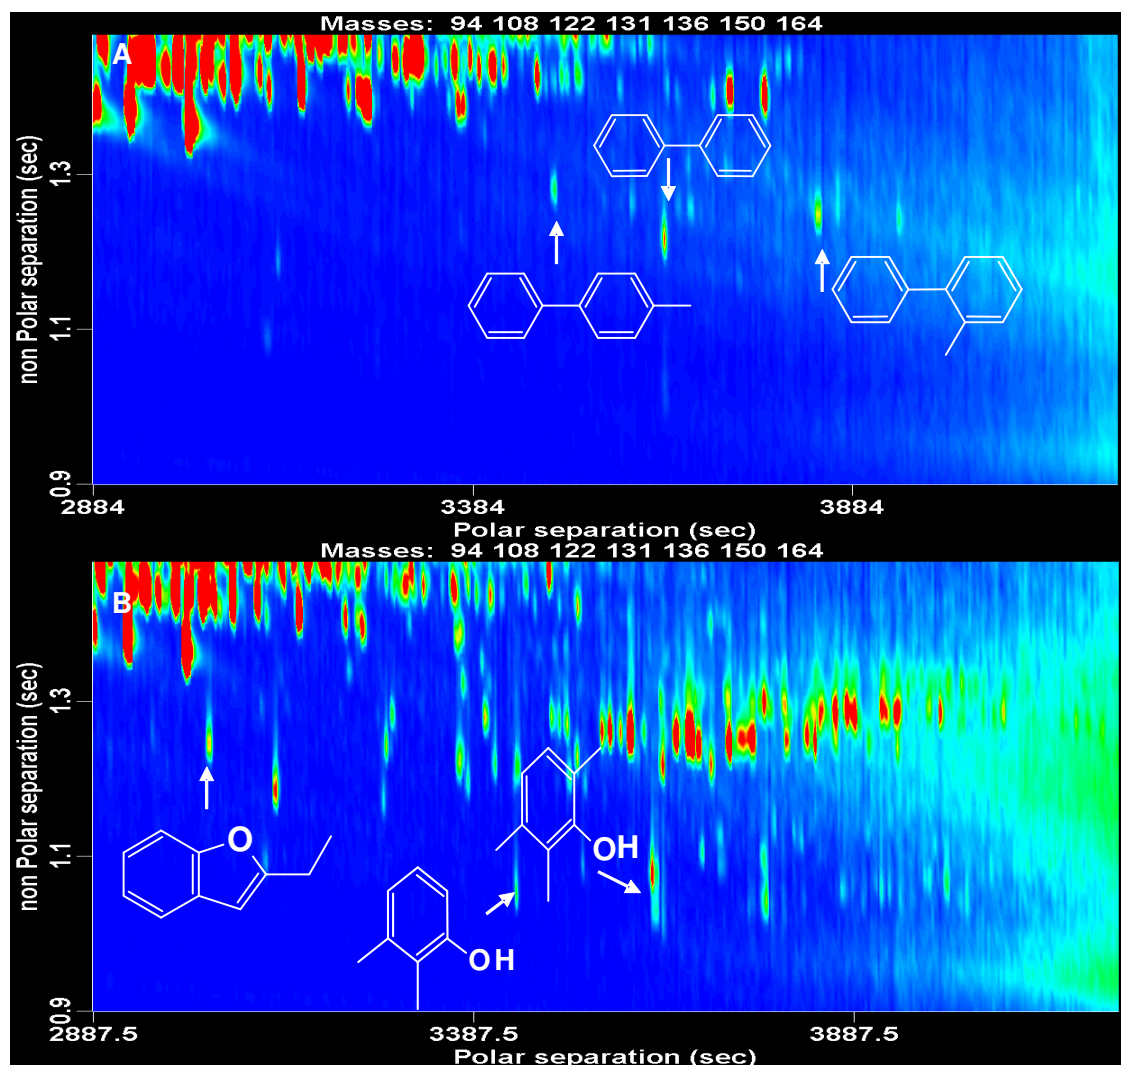 Masses: 94 108 122 131 136 150 164
A
non Polar separation (sec)
1.3
1.1
0.9
2884 3384 3884
Polar separation (sec)
Masses: 94 108 122 131 136 150 164
B
non Polar separation (sec)
1.3
1.1
0.9
O
OH
OH
2887.5 3387.5 3887.5
Polar separation (sec)